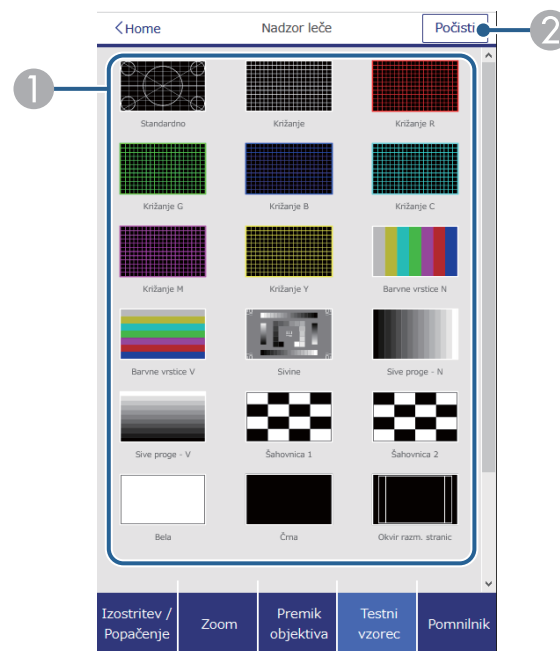 <Home
Nadzor leče
Počisti
1
2
Standardno
Križanje
Križanje R
Križanje G
Križanje B
Križanje C
Križanje M
Križanje Y
Barvne vrstice N
Barvne vrstice V
Sivine
Sive proge - N
Sive proge - V
Šahovnica 1
Šahovnica 2
Bela
Črna
Okvir razm. stranic
Izostritev /
Popačenje
Zoom
Premik
objektiva
Testni
vzorec
Pomnilnik